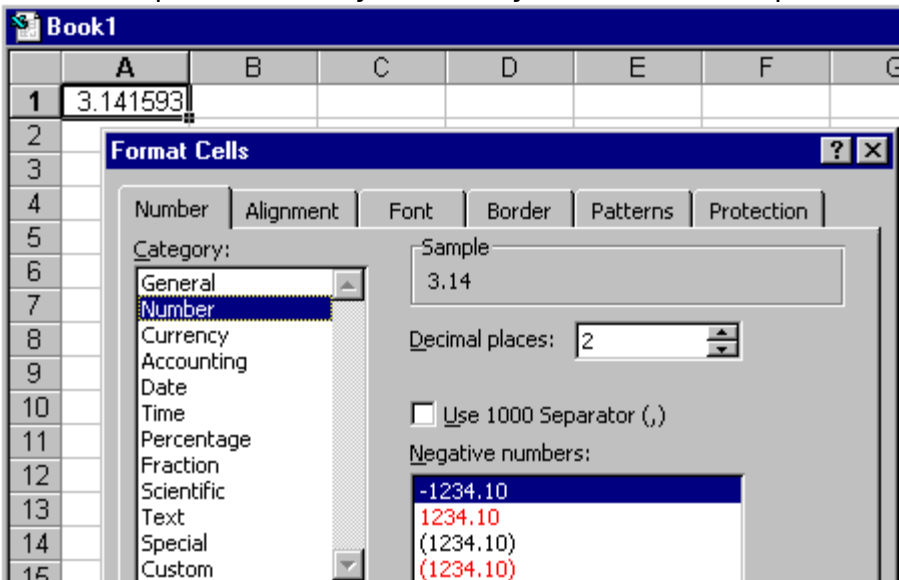 Book1
A B C D E F G
1 3.141593
2
3
4
5
6
7
8
9
10
11
12
13
14
15
Format Cells ? ×
Number Alignment Font Border Patterns Protection
Category:
General
Number
Currency
Accounting
Date
Time
Percentage
Fraction
Scientific
Text
Special
Custom
Sample
3.14
Decimal places: 2
Use 1000 Separator (,)
Negative numbers:
-1234.10
1234.10
(1234.10)
(1234.10)